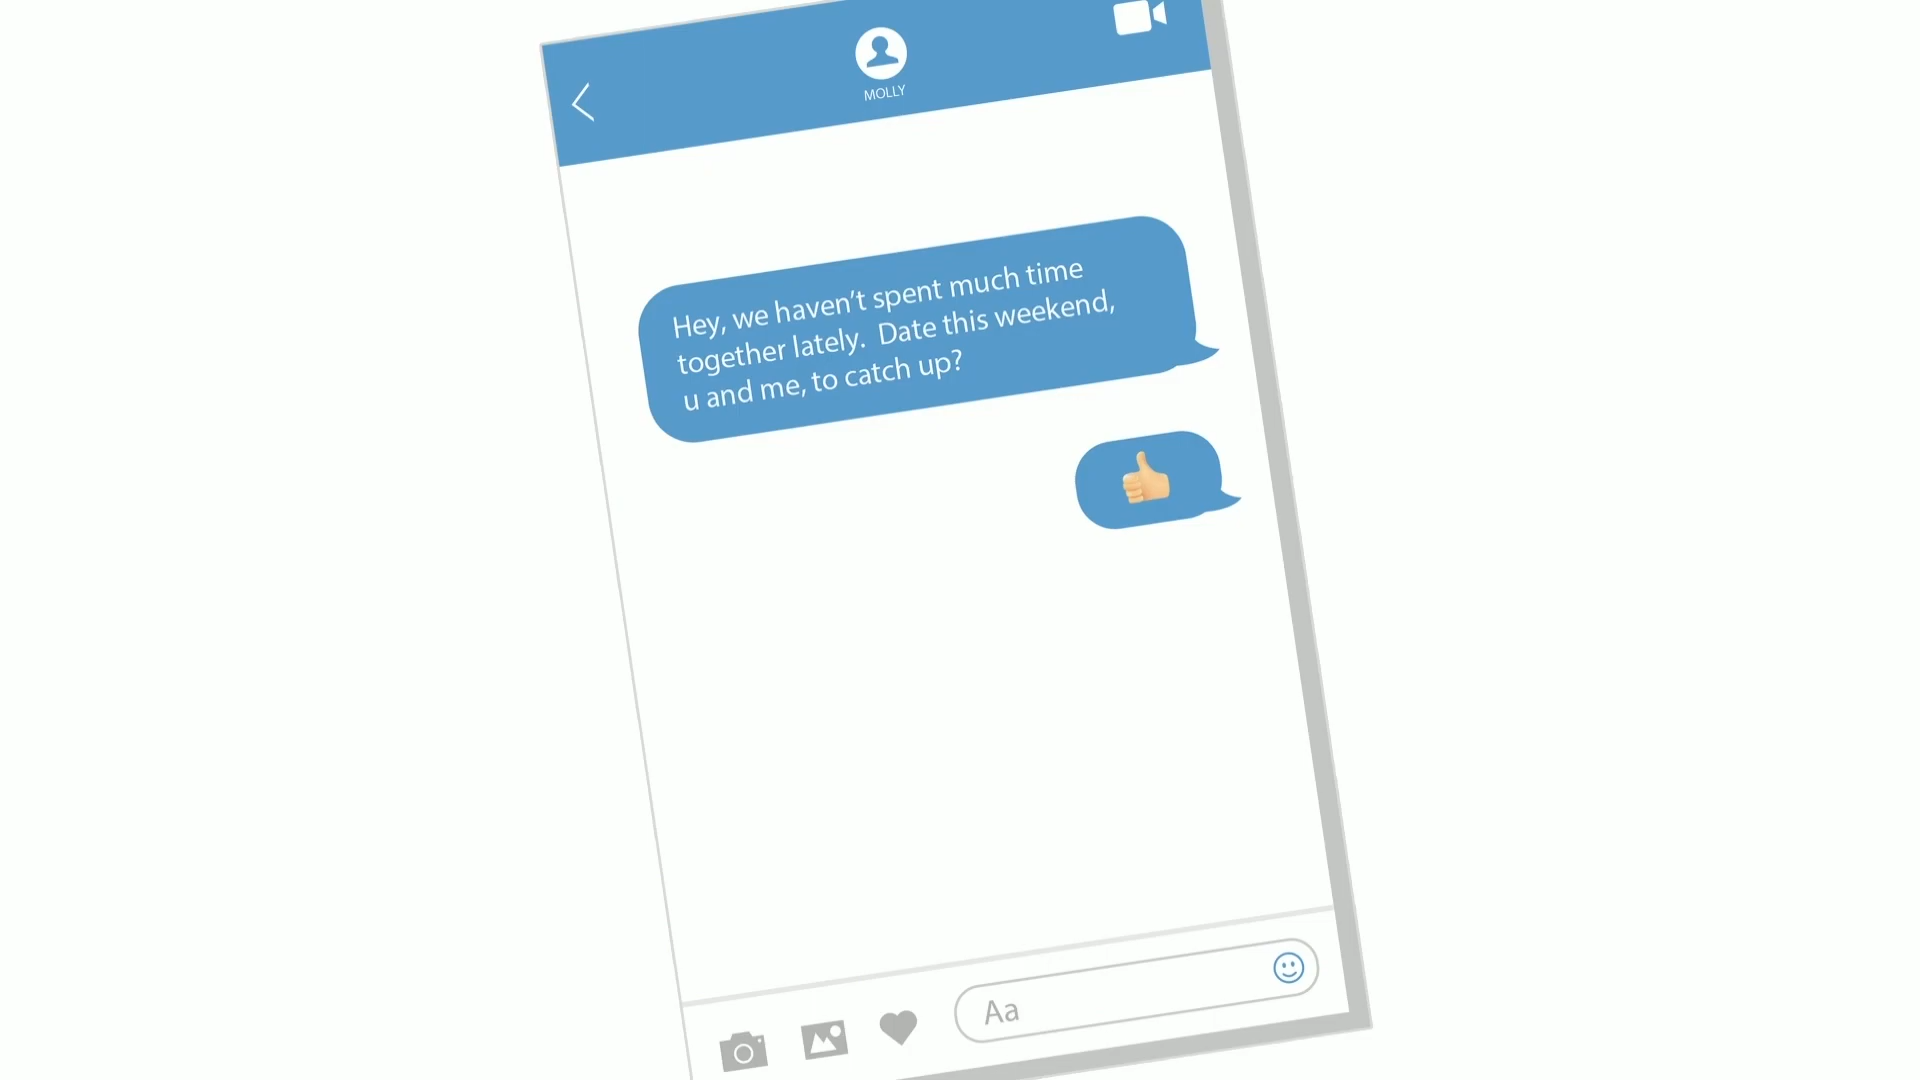 MOLLY
Hey, we haven’t spent much time
together lately.  Date this weekend,
u and me, to catch up?
Aa